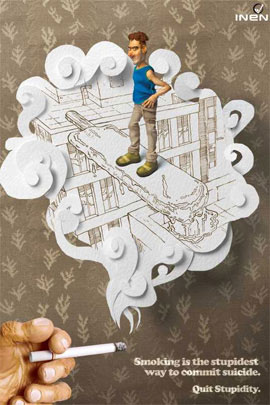 INEN
Smoking is the stupidest
way to commit suicide.
Quit Stupidity.